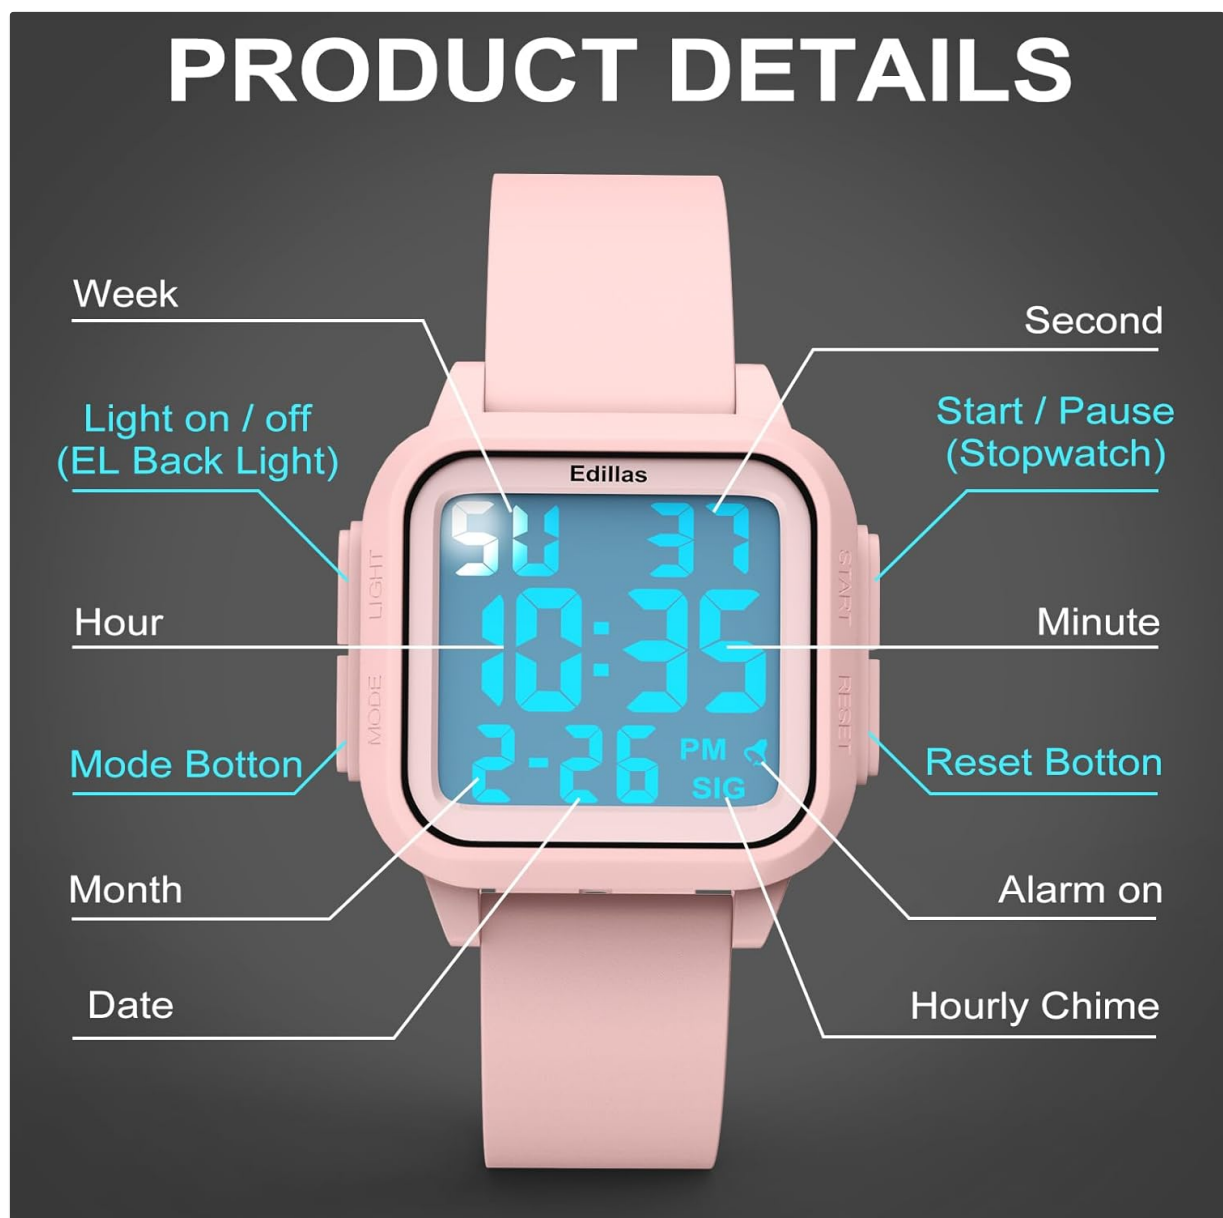 PRODUCT DETAILS
Week
Second
Light on / off
(EL Back Light)
Start / Pause
(Stopwatch)
Edillas
SU 37
LIGHT
START
Hour
10:35
Minute
MODE
RESET
Mode Botton
2-26 PM
SIG
Reset Botton
Month
Alarm on
Date
Hourly Chime